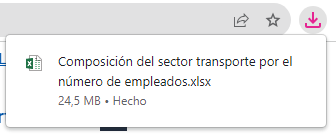 Composición del sector transporte por el
número de empleados.xlsx
24,5 MB • Hecho